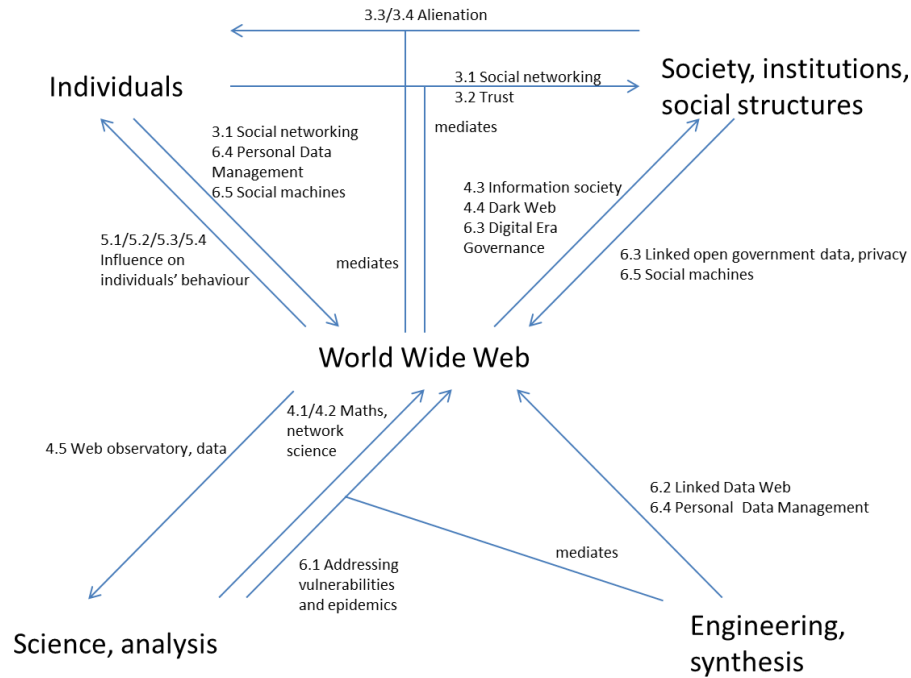 3.3/3.4 Alienation
Individuals
Society, institutions,
social structures
3.1 Social networking
3.2 Trust
mediates
3.1 Social networking
6.4 Personal Data
Management
6.5 Social machines
4.3 Information society
4.4 Dark Web
6.3 Digital Era
Governance
5.1/5.2/5.3/5.4
Influence on
individuals' behaviour
mediates
6.3 Linked open government data, privacy
6.5 Social machines
World Wide Web
4.1/4.2 Maths,
network
science
4.5 Web observatory, data
6.2 Linked Data Web
6.4 Personal Data Management
mediates
6.1 Addressing
vulnerabilities
and epidemics
Science, analysis
Engineering,
synthesis